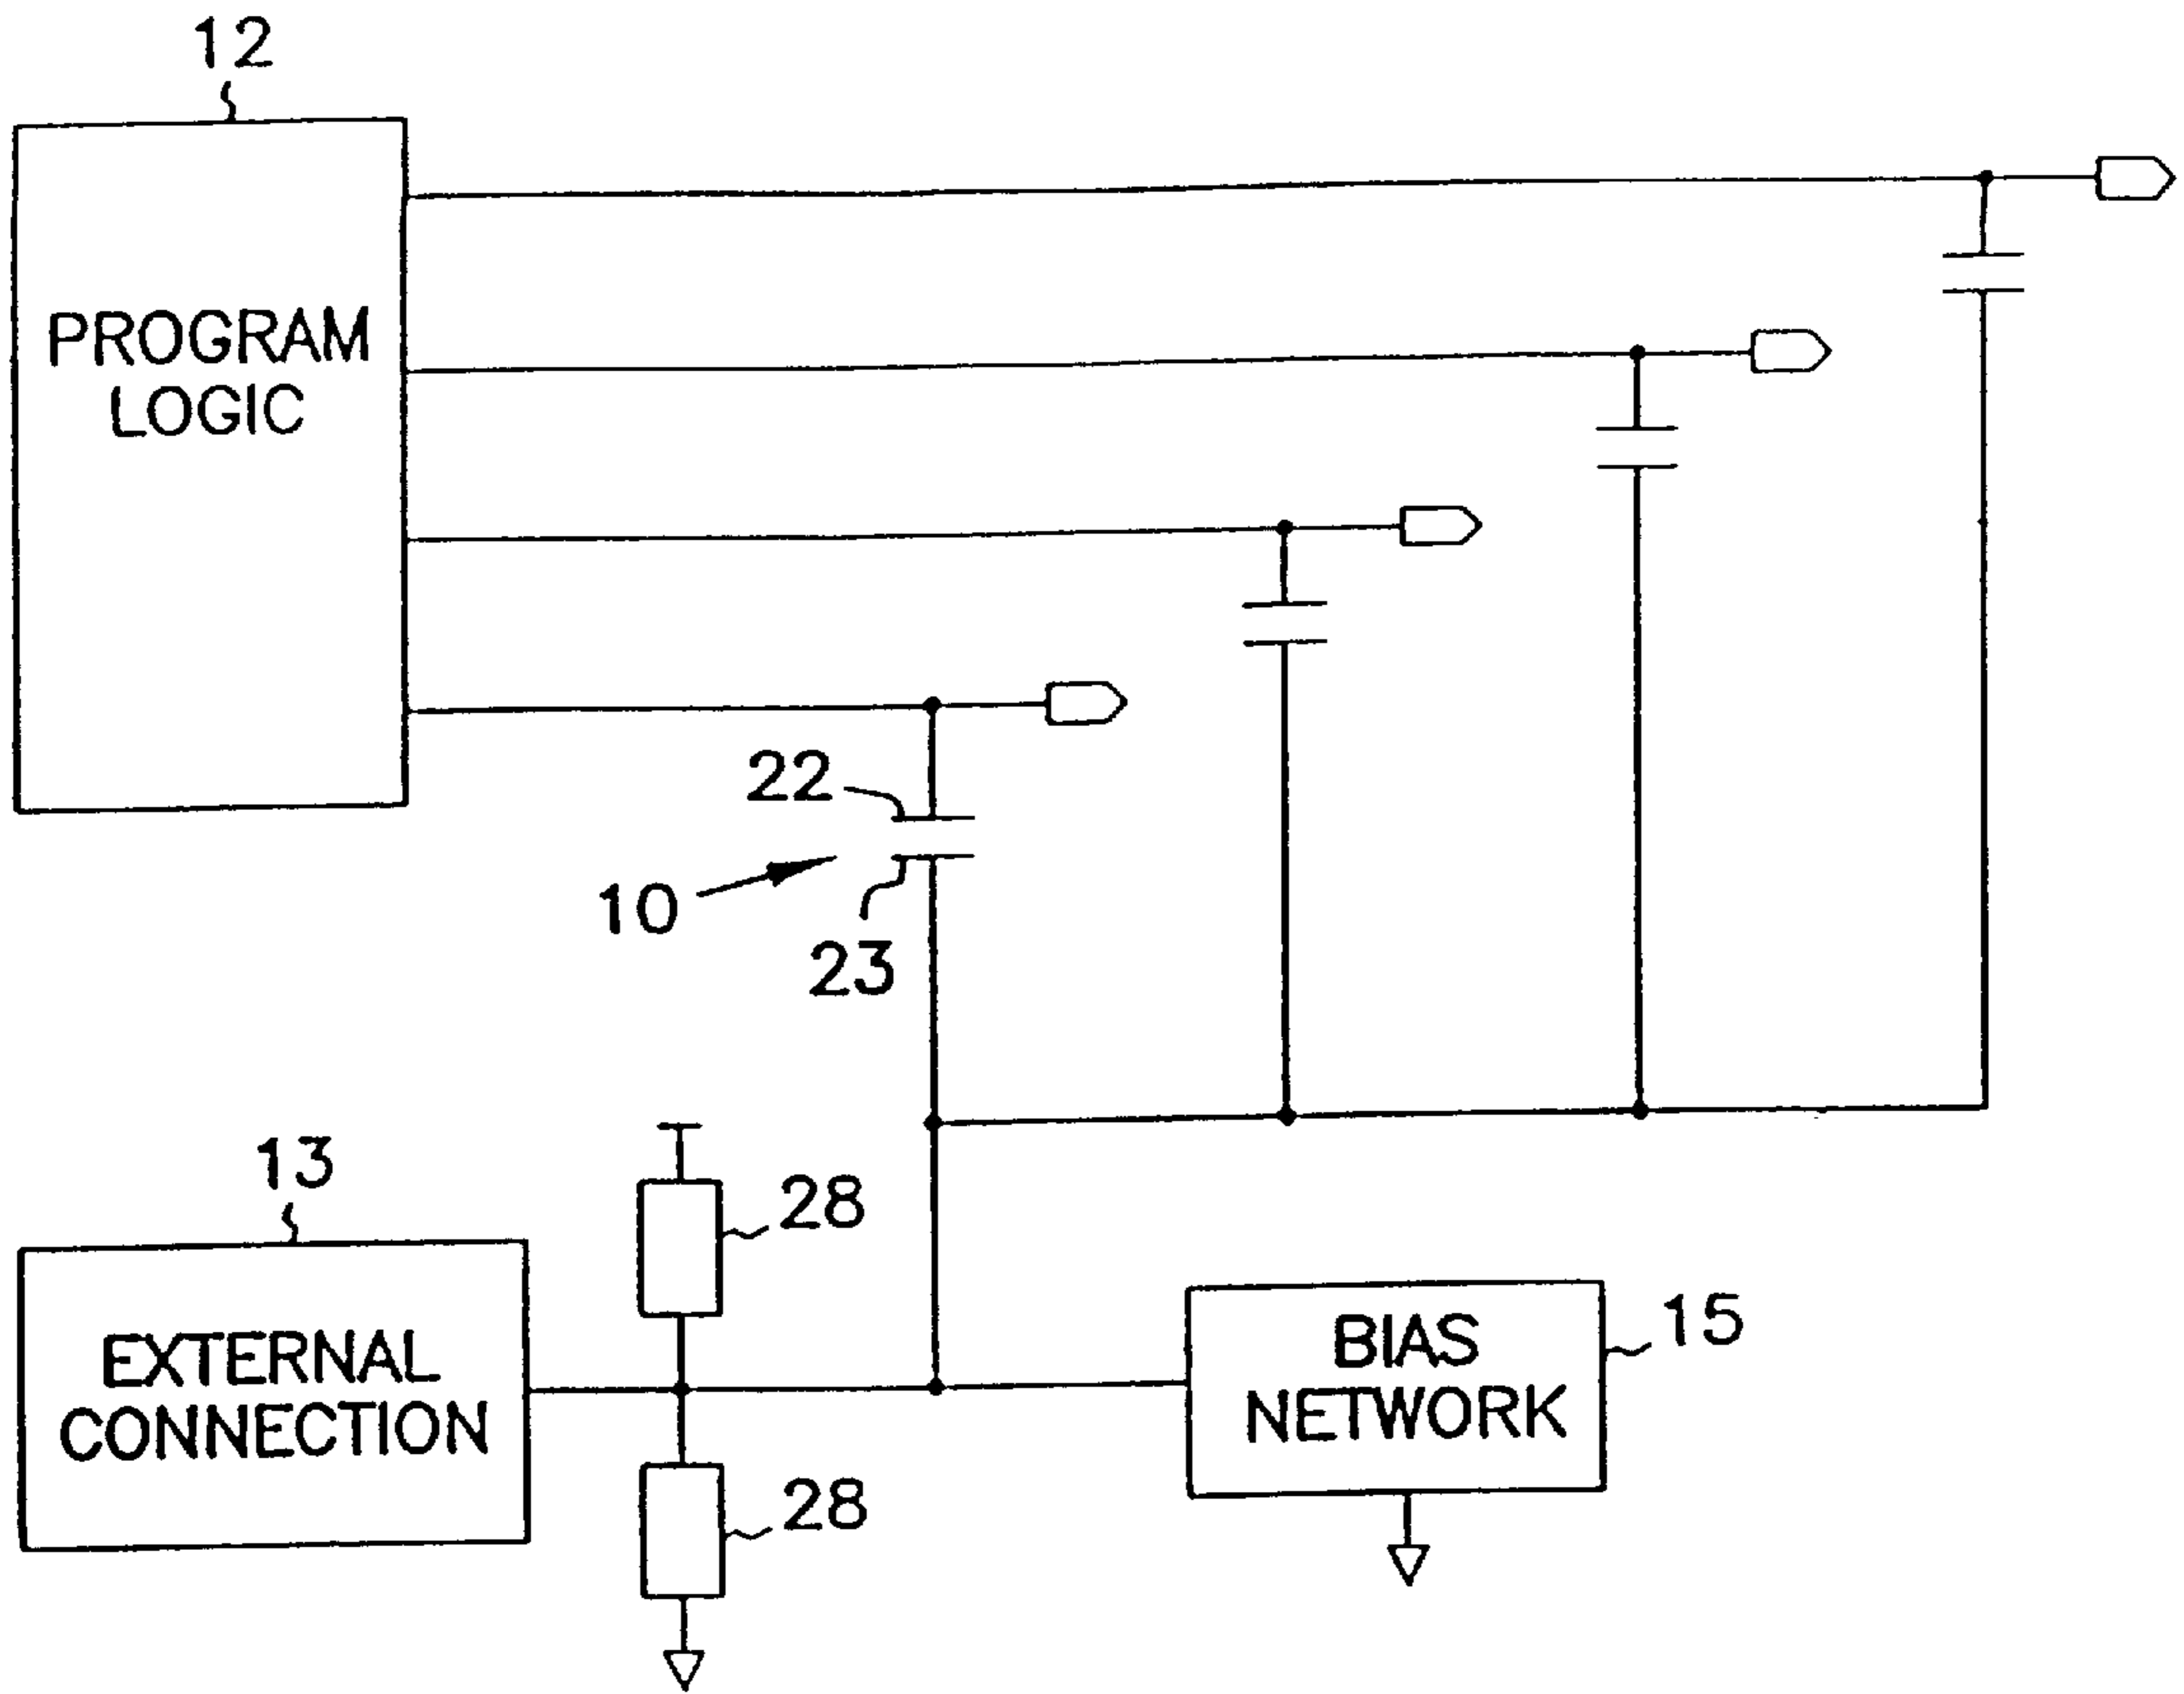 12
PROGRAM
LOGIC
22
10
23
13
28
EXTERNAL
CONNECTION
BIAS
NETWORK
15
28